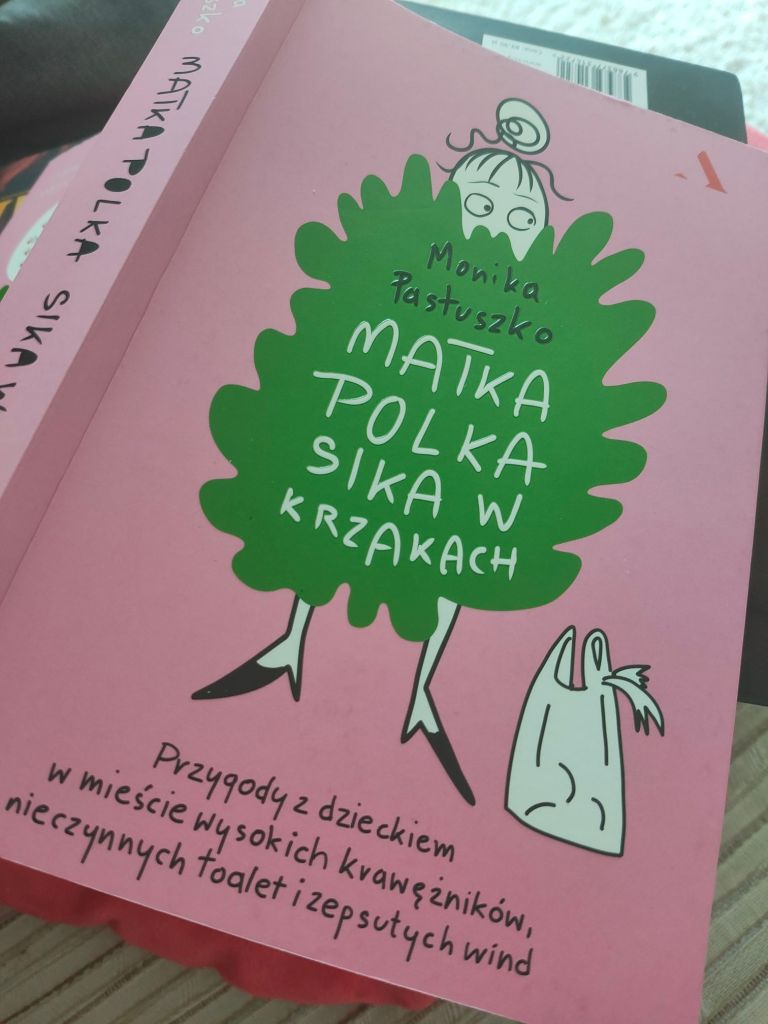 MATKA POLKA SIKA W
Monika
Pastuszko
MATKA
POLKA
SIKA W
KRZAKACH
Przygody z dzieckiem
w mieście wysokich krawężników,
nieczynnych toalet i zepsutych wind